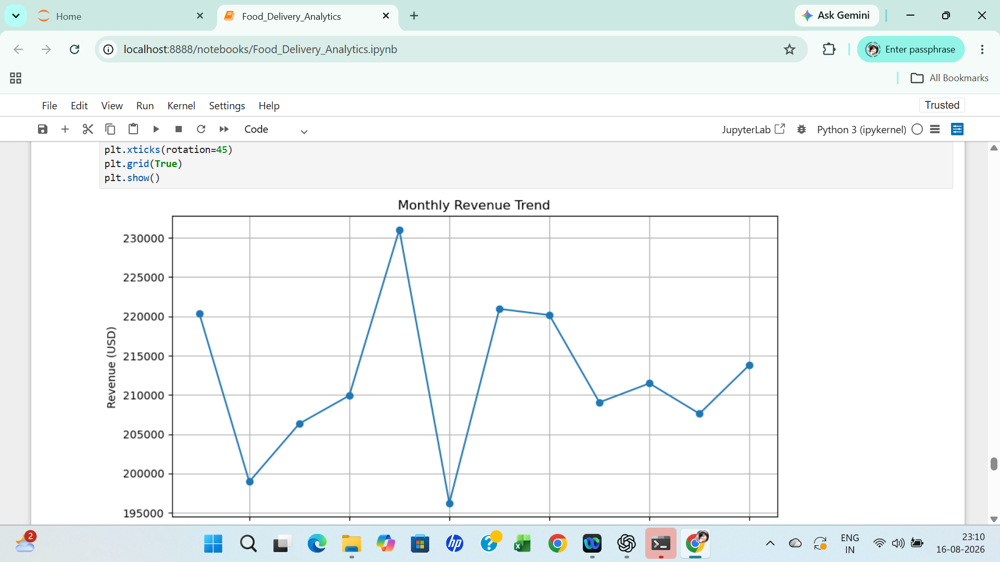 Home
Food_Delivery_Analytics
Ask Gemini
localhost:8888/notebooks/Food_Delivery_Analytics.ipynb
Enter passphrase
All Bookmarks
File Edit View Run Kernel Settings Help
Trusted
Code
JupyterLab
Python 3 (ipykernel)
plt.xticks(rotation=45)
plt.grid(True)
plt.show()
Monthly Revenue Trend
Revenue (USD)
230000
225000
220000
215000
210000
205000
200000
195000
2
hp
?
X
ENG
IN
23:10
16-08-2026